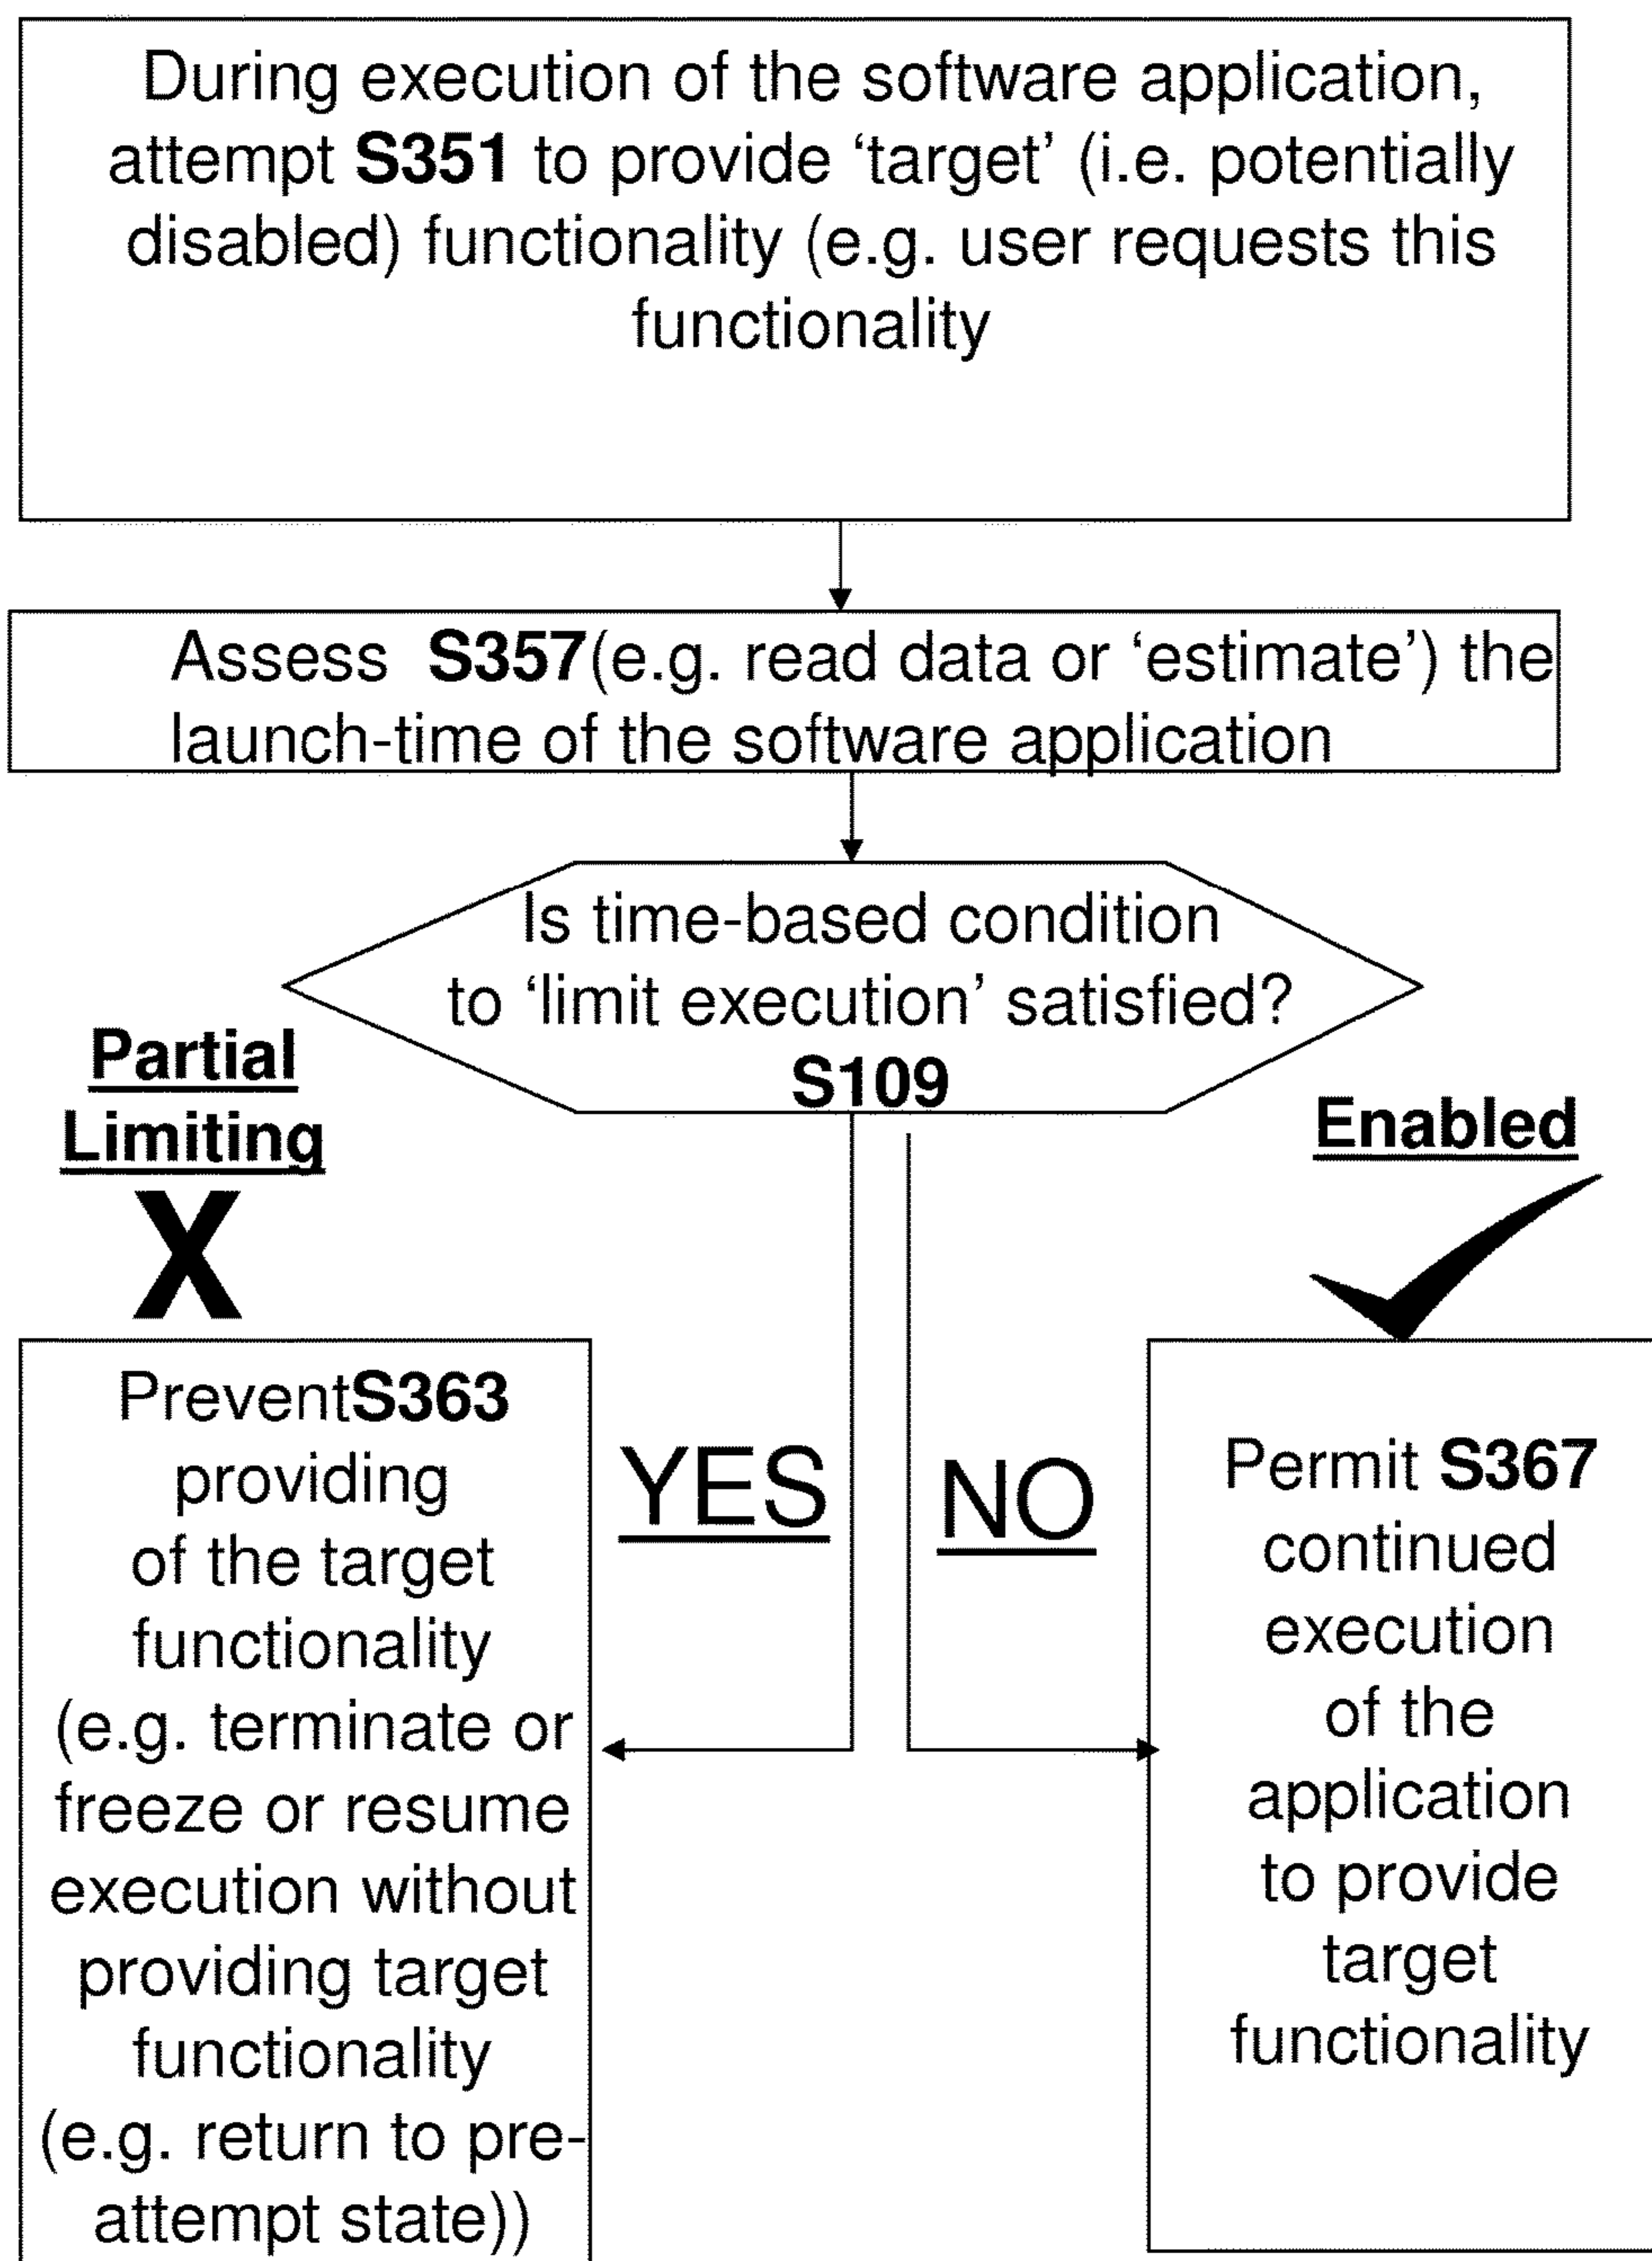 During execution of the software application,
attempt S351 to provide ‘target’ (i.e. potentially
disabled) functionality (e.g. user requests this
functionality
Assess S357(e.g. read data or ‘estimate’) the
launch-time of the software application
Is time-based condition
to ‘limit execution’ satisfied?
S109
Partial
Limiting
X
Enabled
PreventS363
providing
of the target
functionality
(e.g. terminate or
freeze or resume
execution without
providing target
functionality
(e.g. return to pre-
attempt state))
YES
NO
Permit S367
continued
execution
of the
application
to provide
target
functionality